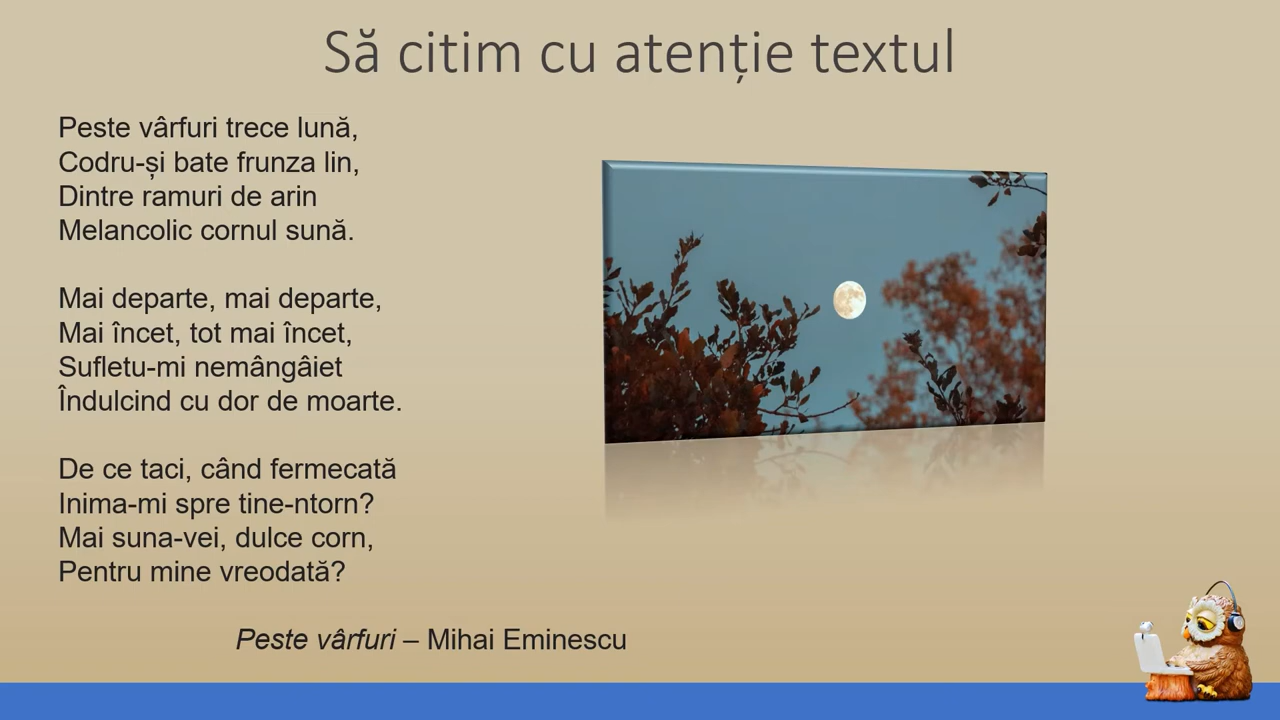 Să citim cu atenție textul
Peste vârfuri trece lună,
Codru-și bate frunza lin,
Dintre ramuri de arin
Melancolic cornul sună.
Mai departe, mai departe,
Mai încet, tot mai încet,
Sufletu-mi nemângâiet
Îndulcind cu dor de moarte.
De ce taci, când fermecată
Inima-mi spre tine-ntorn?
Mai suna-vei, dulce corn,
Pentru mine vreodată?
Peste vârfuri – Mihai Eminescu